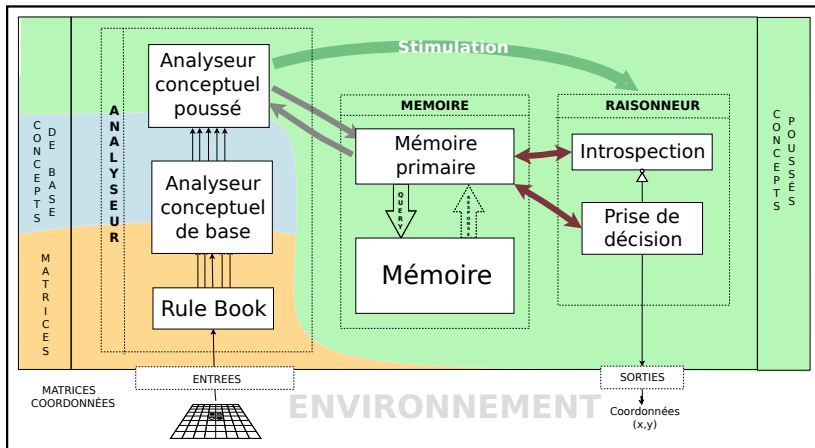 Stimulation
Analyseur
conceptuel
poussé
MEMOIRE
RAISONNEUR
Mémoire
primaire
Introspection
CONCEPTS
DE BASE
ANALYSEUR
Analyseur
conceptuel
de base
QUERY
RESPONSE
Prise de
décision
CONCEPTS
POUSSÉS
Mémoire
MATRICES
Rule Book
ENTREES
SORTIES
MATRICES
COORDONNÉES
ENVIRONNEMENT
Coordonnées
(x,y)